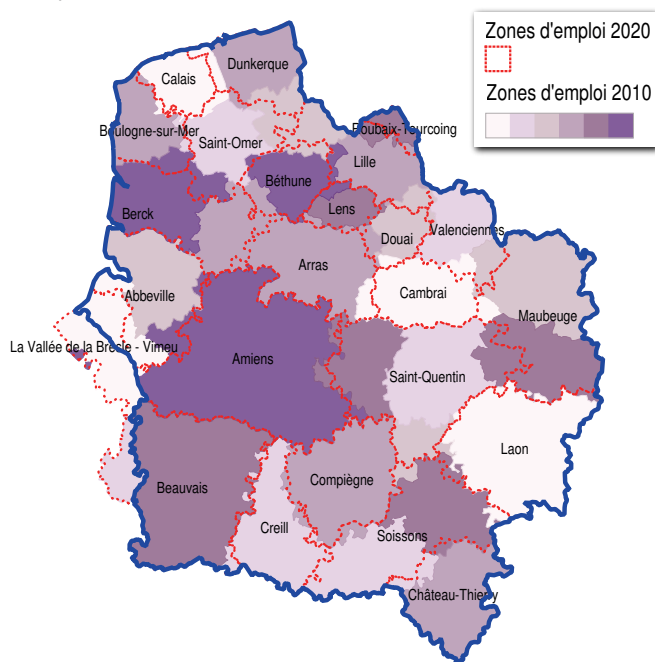 Zones d'emploi 2020
Zones d'emploi 2010
Dunkerque
Calais
Boulogne-sur-Mer
Roubaix-Tourcoing
Saint-Omer
Lille
Béthune
Berck
Lens
Douai
Valenciennes
Arras
Abbeville
Cambrai
Maubeuge
La Vallée de la Bresle - Vimeu
Amiens
Saint-Quentin
Laon
Beauvais
Compiègne
Creill
Soissons
Château-Thierry